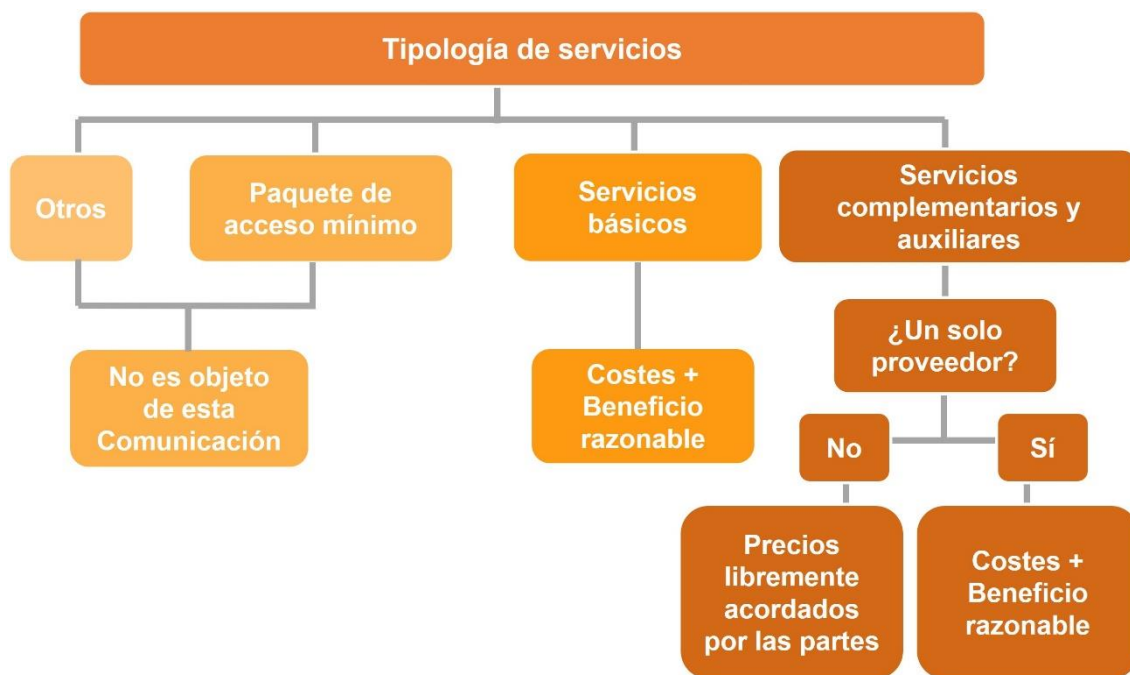 Tipología de servicios
Otros
Paquete de
acceso mínimo
Servicios
básicos
Servicios
complementarios y
auxiliares
No es objeto
de esta
Comunicación
Costes +
Beneficio
razonable
¿Un solo
proveedor?
No
Sí
Precios
libremente
acordados
por las partes
Costes +
Beneficio
razonable